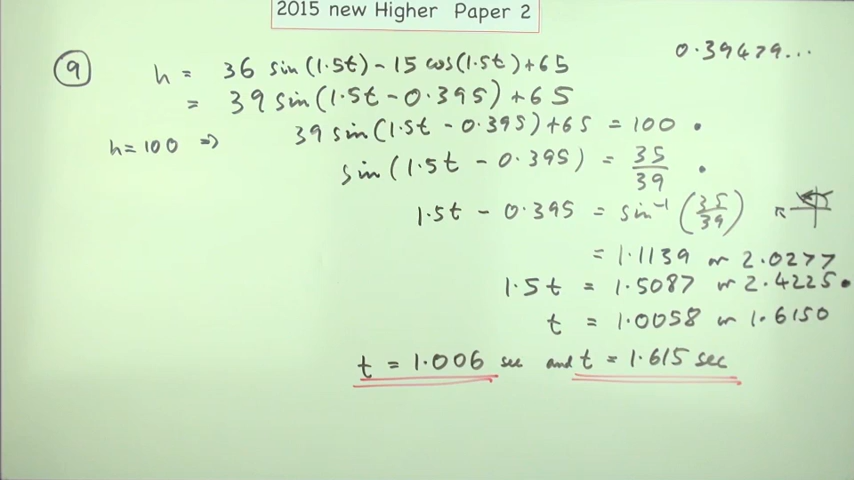 2015 new Higher Paper 2
0.39479...
9 h = 36 sin(1.5t) - 15 cos(1.5t) + 65
= 39 sin(1.5t - 0.395) + 65
h = 100 ⇒ 39 sin(1.5t - 0.395) + 65 = 100 .
sin(1.5t - 0.395) = 35/39 .
1.5t - 0.395 = sin⁻¹(35/39)
= 1.1139 or 2.0277
1.5t = 1.5087 or 2.4225 .
t = 1.0058 or 1.6150
t = 1.006 sec and t = 1.615 sec